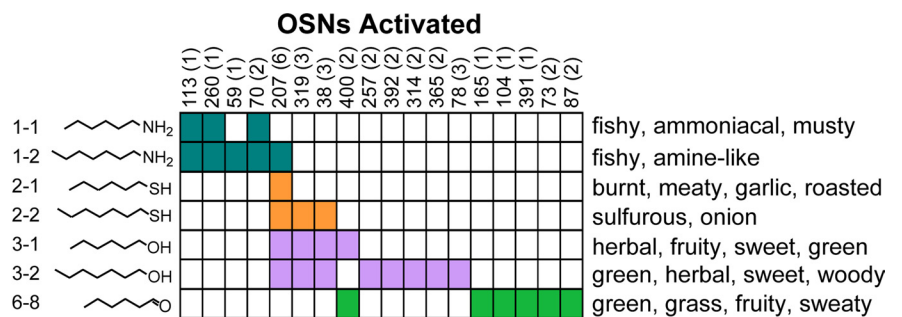 OSNs Activated
113 (1) 260 (1) 59 (1) 70 (2) 207 (6) 319 (3) 38 (3) 400 (2) 257 (2) 392 (2) 314 (2) 365 (2) 78 (3) 165 (1) 104 (1) 391 (1) 73 (2) 87 (2)
1-1 NH2 fishy, ammoniacal, musty
1-2 NH2 fishy, amine-like
2-1 SH burnt, meaty, garlic, roasted
2-2 SH sulfurous, onion
3-1 OH herbal, fruity, sweet, green
3-2 OH green, herbal, sweet, woody
6-8 O green, grass, fruity, sweaty